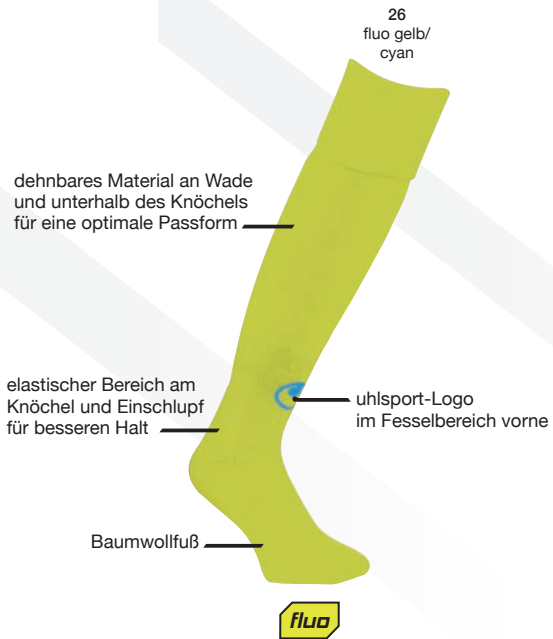 26
fluo gelb/
cyan
dehnbares Material an Wade
und unterhalb des Knöchels
für eine optimale Passform
elastischer Bereich am
Knöchel und Einschlupf
für besseren Halt
uhlsport-Logo
im Fesselbereich vorne
Baumwollfuß
fluo